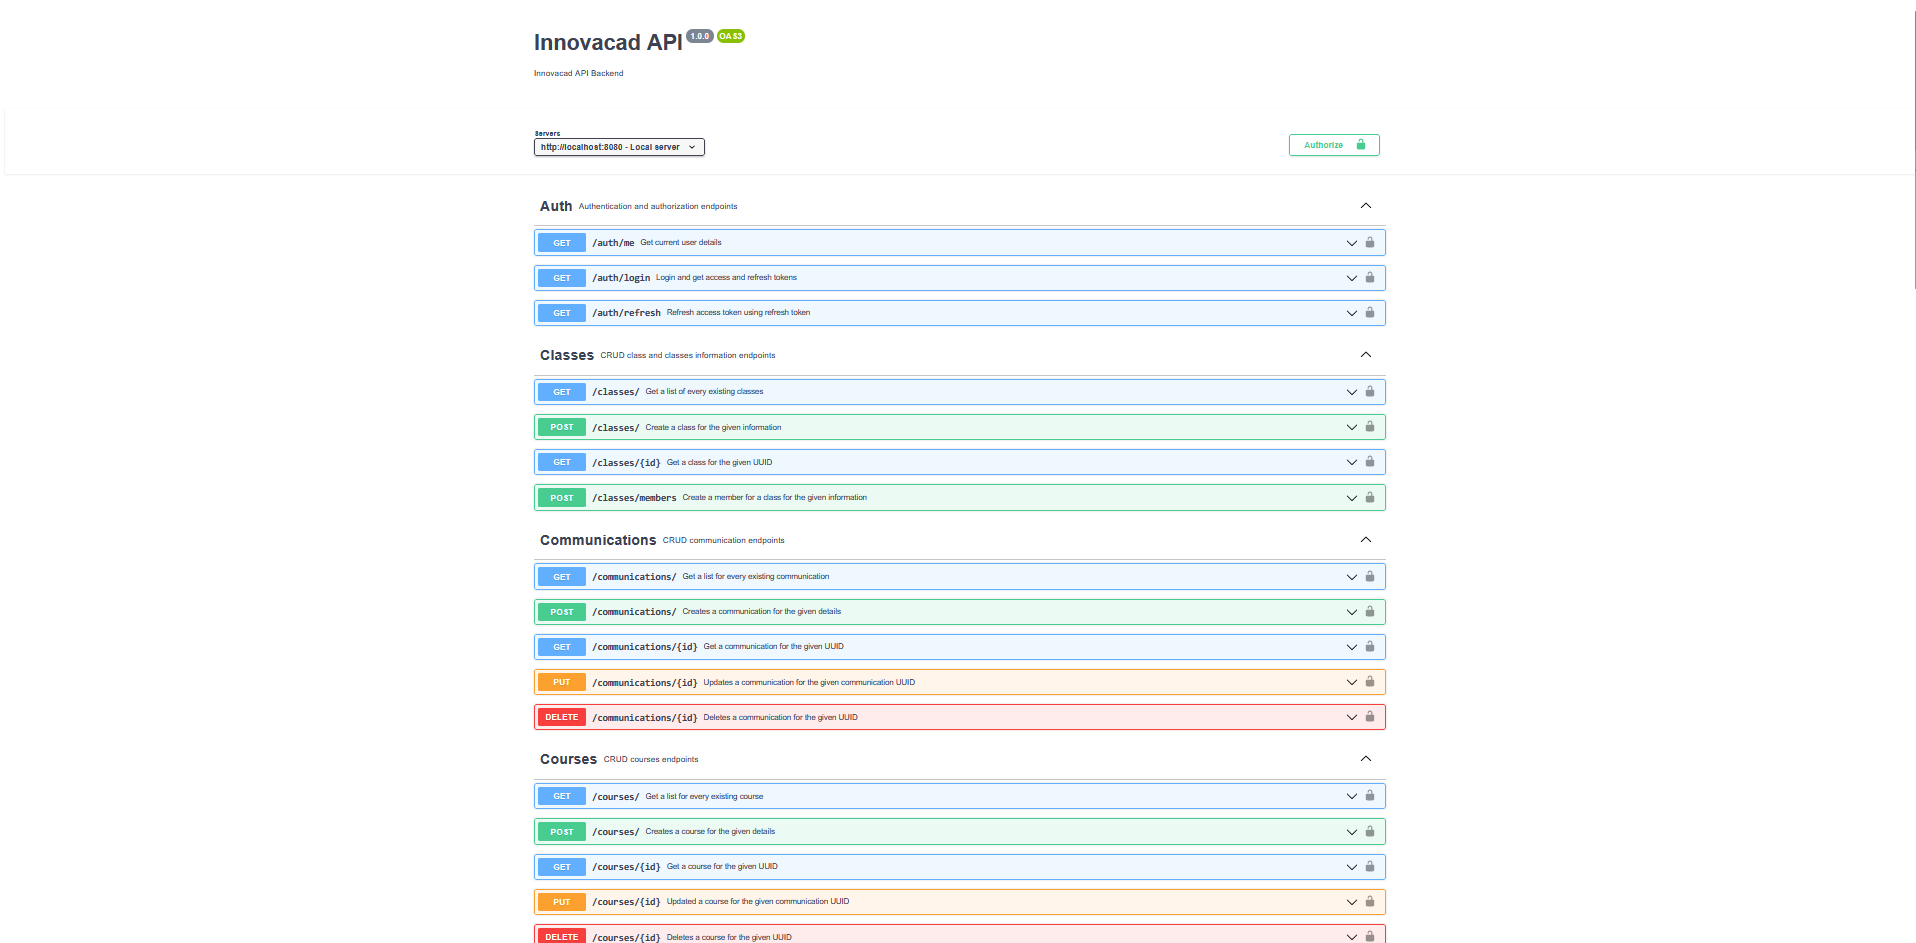 Innovacad API 1.0.0 OAS3
Innovacad API Backend
Servers
http://localhost:8080 - Local server
Authorize
Auth Authentication and authorization endpoints
GET /auth/me Get current user details
GET /auth/login Login and get access and refresh tokens
GET /auth/refresh Refresh access token using refresh token
Classes CRUD class and classes information endpoints
GET /classes/ Get a list of every existing classes
POST /classes/ Create a class for the given information
GET /classes/{id} Get a class for the given UUID
POST /classes/members Create a member for a class for the given information
Communications CRUD communication endpoints
GET /communications/ Get a list for every existing communication
POST /communications/ Creates a communication for the given details
GET /communications/{id} Get a communication for the given UUID
PUT /communications/{id} Updates a communication for the given communication UUID
DELETE /communications/{id} Deletes a communication for the given UUID
Courses CRUD courses endpoints
GET /courses/ Get a list for every existing course
POST /courses/ Creates a course for the given details
GET /courses/{id} Get a course for the given UUID
PUT /courses/{id} Updated a course for the given communication UUID
DELETE /courses/{id} Deletes a course for the given UUID